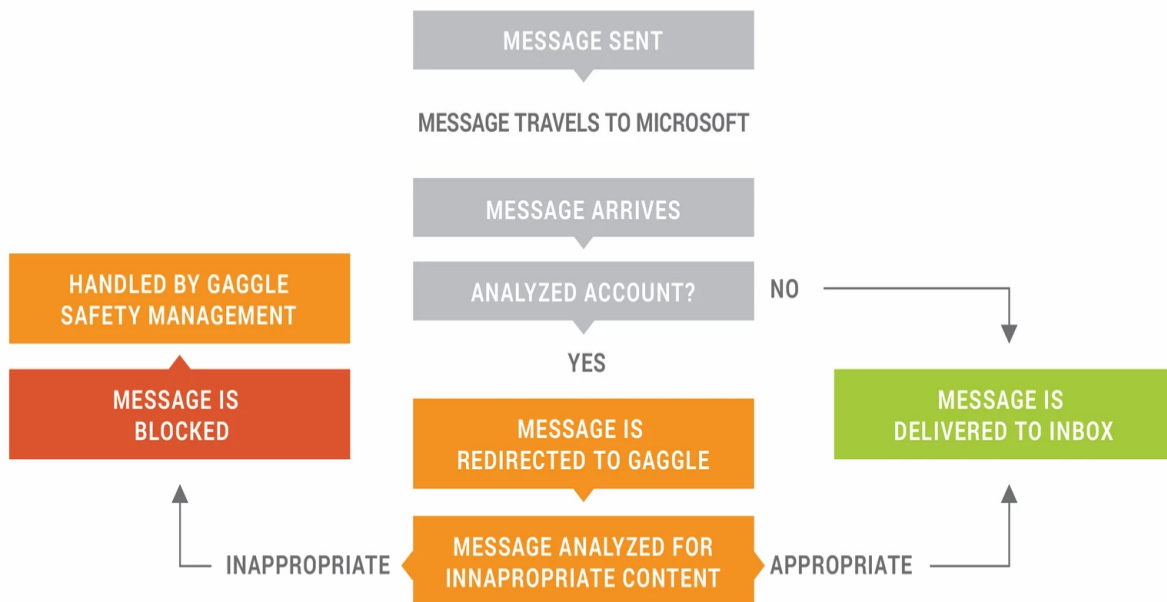 MESSAGE SENT
MESSAGE TRAVELS TO MICROSOFT
MESSAGE ARRIVES
ANALYZED ACCOUNT?
NO
YES
HANDLED BY GAGGLE
SAFETY MANAGEMENT
MESSAGE IS
BLOCKED
MESSAGE IS
REDIRECTED TO GAGGLE
MESSAGE IS
DELIVERED TO INBOX
INAPPROPRIATE
MESSAGE ANALYZED FOR
INNAPROPRIATE CONTENT
APPROPRIATE